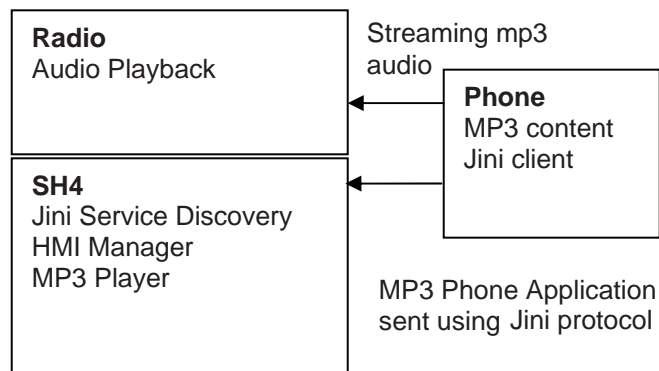 Radio
Audio Playback
Streaming mp3
audio
Phone
MP3 content
Jini client
SH4
Jini Service Discovery
HMI Manager
MP3 Player
MP3 Phone Application
sent using Jini protocol